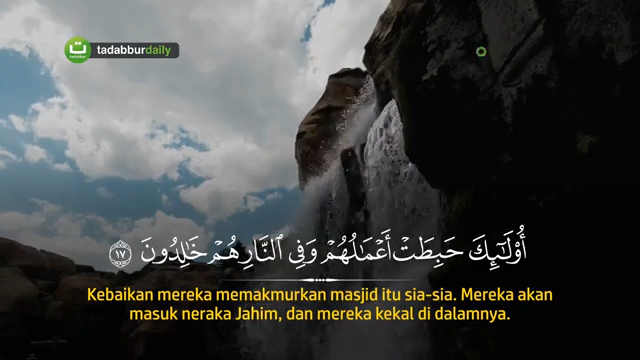 tadabburdaily
أُو۟لَـٰٓئِكَ حَبِطَتْ أَعْمَـٰلُهُمْ وَفِى ٱلنَّارِ هُمْ خَـٰلِدُونَ ١٧
Kebaikan mereka memakmurkan masjid itu sia-sia. Mereka akan
masuk neraka Jahim, dan mereka kekal di dalamnya.